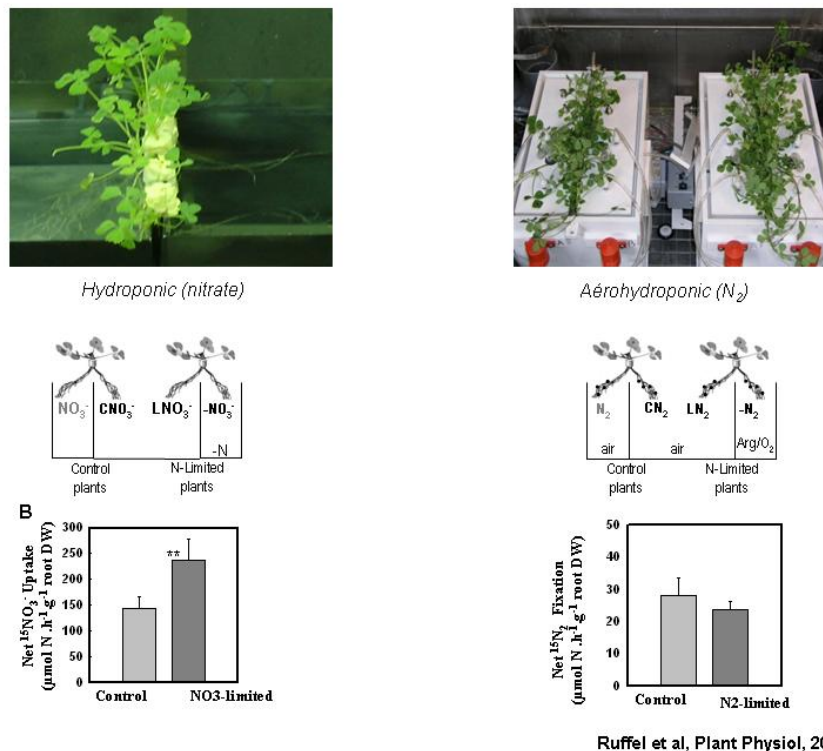 Hydroponic (nitrate)
Aérohydroponic (N₂)
NO₃⁻ CNO₃⁻ LNO₃⁻ -NO₃⁻
-N
Control plants
N-Limited plants
N₂ CN₂ LN₂ -N₂
air air Arg/O₂
Control plants
N-Limited plants
B
Net ¹⁵NO₃⁻ Uptake
(µmol N .h⁻¹g⁻¹ root DW)
300
250
200
150
100
50
0
**
Control NO3-limited
Net ¹⁵N₂ Fixation
(µmol N .h⁻¹g⁻¹ root DW)
50
40
30
20
10
0
Control N2-limited
Ruffel et al, Plant Physiol, 20